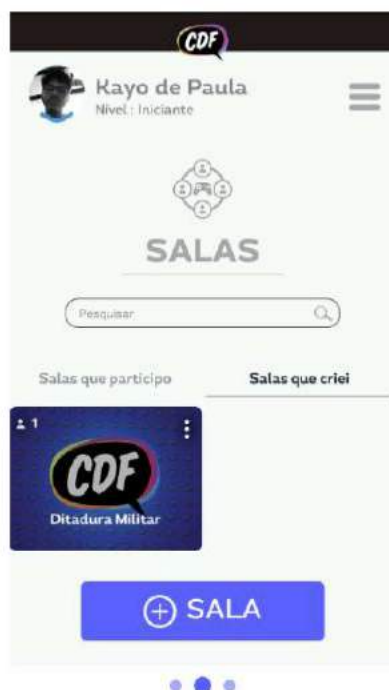 CDF
Kayo de Paula
Nível : Iniciante
SALAS
Pesquisar
Salas que participo
Salas que criei
1
CDF
Ditadura Militar
SALA